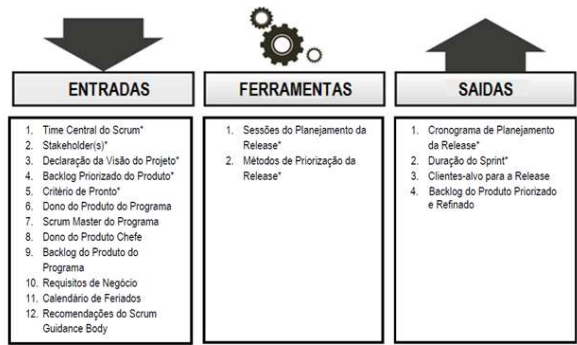 ENTRADAS
1. Time Central do Scrum*
2. Stakeholder(s)*
3. Declaração da Visão do Projeto*
4. Backlog Priorizado do Produto*
5. Critério de Pronto*
6. Dono do Produto do Programa
7. Scrum Master do Programa
8. Dono do Produto Chefe
9. Backlog do Produto do
Programa
10. Requisitos de Negócio
11. Calendário de Feriados
12. Recomendações do Scrum
Guidance Body
FERRAMENTAS
1. Sessões do Planejamento da
Release*
2. Métodos de Priorização da
Release*
SAIDAS
1. Cronograma de Planejamento
da Release*
2. Duração do Sprint*
3. Clientes-alvo para a Release
4. Backlog do Produto Priorizado
e Refinado